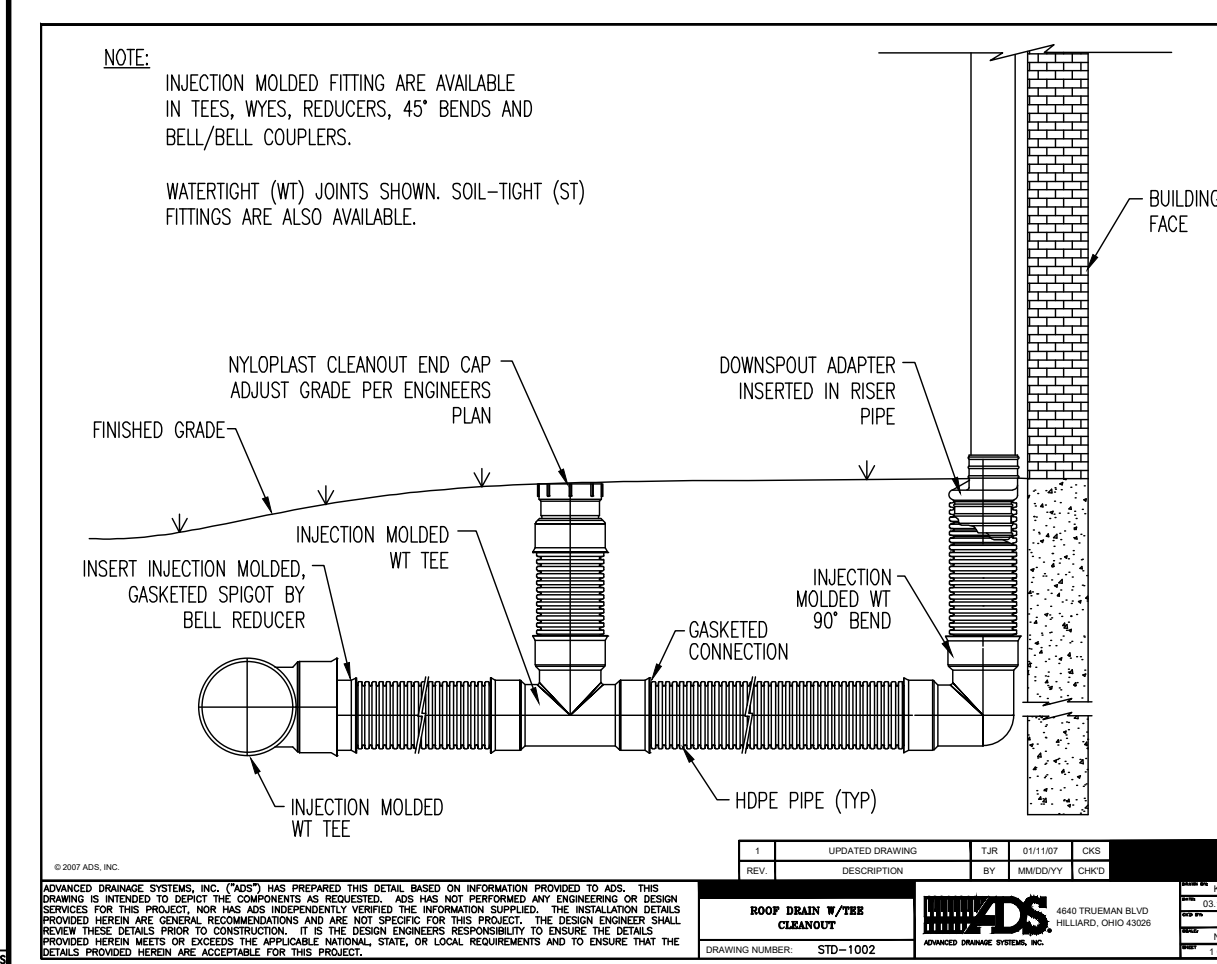 NOTE:
INJECTION MOLDED FITTING ARE AVAILABLE
IN TEES, WYES, REDUCERS, 45° BENDS AND
BELL/BELL COUPLERS.
WATERTIGHT (WT) JOINTS SHOWN. SOIL-TIGHT (ST)
FITTINGS ARE ALSO AVAILABLE.
BUILDING
FACE
NYLOPLAST CLEANOUT END CAP
ADJUST GRADE PER ENGINEERS
PLAN
DOWNSPOUT ADAPTER
INSERTED IN RISER
PIPE
FINISHED GRADE
INJECTION MOLDED
WT TEE
INSERT INJECTION MOLDED,
GASKETED SPIGOT BY
BELL REDUCER
INJECTION
MOLDED WT
90° BEND
GASKETED
CONNECTION
HDPE PIPE (TYP)
INJECTION MOLDED
WT TEE
© 2007 ADS, INC.
1 UPDATED DRAWING TJR 01/11/07 CKS
REV. DESCRIPTION BY MM/DD/YY CHK'D
ADVANCED DRAINAGE SYSTEMS, INC. ("ADS") HAS PREPARED THIS DETAIL BASED ON INFORMATION PROVIDED TO ADS. THIS
DRAWING IS INTENDED TO DEPICT THE COMPONENTS AS REQUESTED. ADS HAS NOT PERFORMED ANY ENGINEERING OR DESIGN
SERVICES FOR THIS PROJECT, NOR HAS ADS INDEPENDENTLY VERIFIED THE INFORMATION SUPPLIED. THE INSTALLATION DETAILS
PROVIDED HEREIN ARE GENERAL RECOMMENDATIONS AND ARE NOT SPECIFIC FOR THIS PROJECT. THE DESIGN ENGINEER SHALL
REVIEW THESE DETAILS PRIOR TO CONSTRUCTION. IT IS THE DESIGN ENGINEERS RESPONSIBILITY TO ENSURE THE DETAILS
PROVIDED HEREIN MEETS OR EXCEEDS THE APPLICABLE NATIONAL, STATE, OR LOCAL REQUIREMENTS AND TO ENSURE THAT THE
DETAILS PROVIDED HEREIN ARE ACCEPTABLE FOR THIS PROJECT.
ROOF DRAIN W/TEE
CLEANOUT
DRAWING NUMBER: STD-1002
ADS
ADVANCED DRAINAGE SYSTEMS, INC.
4640 TRUEMAN BLVD
HILLIARD, OHIO 43026
03.
SHEET 1